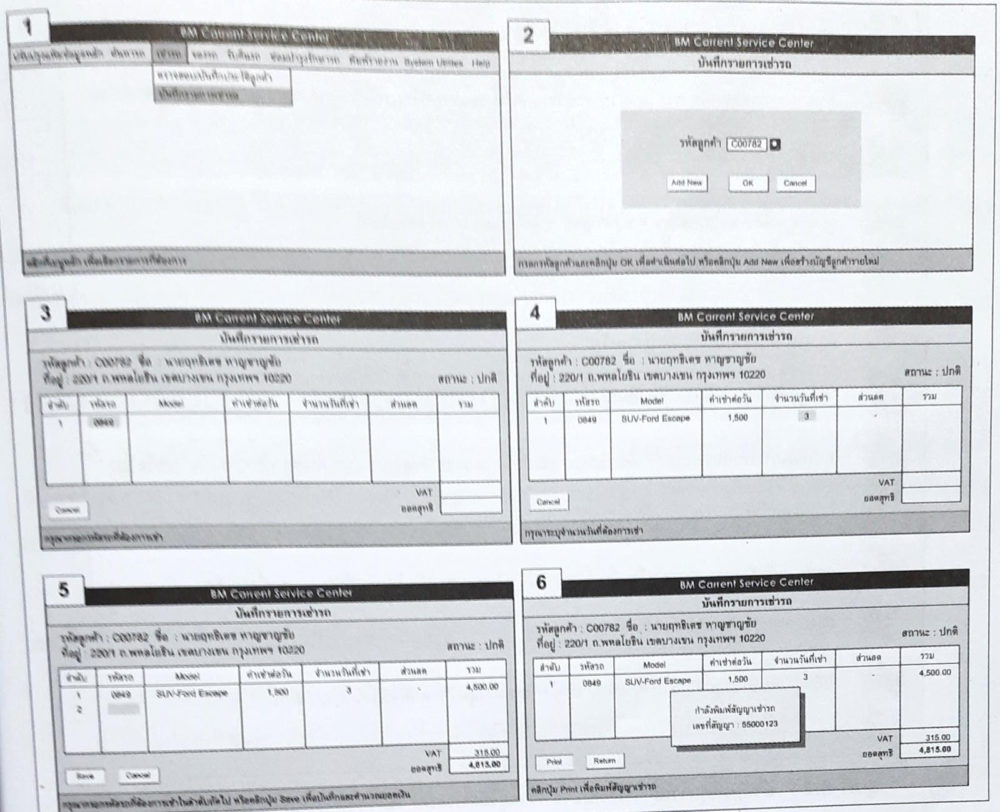 1
BM Carrent Service Center
ปรับปรุงแฟ้มข้อมูลหลัก ค้นหารถ เช่ารถ จองรถ รับคืนรถ ซ่อมบำรุงรักษารถ พิมพ์รายงาน System Utilities Help
ตรวจสอบ/บันทึกประวัติลูกค้า
บันทึกรายการเช่ารถ
คลิกที่เมนูหลัก เพื่อเลือกรายการที่ต้องการ
2
BM Carrent Service Center
บันทึกรายการเช่ารถ
รหัสลูกค้า C00782
Add New OK Cancel
กรอกรหัสลูกค้าและคลิกปุ่ม OK เพื่อดำเนินต่อไป หรือคลิกปุ่ม Add New เพื่อสร้างบัญชีลูกค้ารายใหม่
3
BM Carrent Service Center
บันทึกรายการเช่ารถ
รหัสลูกค้า : C00782 ชื่อ : นายฤทธิเดช หาญชาญชัย
ที่อยู่ : 220/1 ถ.พหลโยธิน เขตบางเขน กรุงเทพฯ 10220 สถานะ : ปกติ
ลำดับ รหัสรถ Model ค่าเช่าต่อวัน จำนวนวันที่เช่า ส่วนลด รวม
1 0849
VAT
ยอดสุทธิ
Cancel
กรุณากรอกรหัสรถที่ต้องการเช่า
4
BM Carrent Service Center
บันทึกรายการเช่ารถ
รหัสลูกค้า : C00782 ชื่อ : นายฤทธิเดช หาญชาญชัย
ที่อยู่ : 220/1 ถ.พหลโยธิน เขตบางเขน กรุงเทพฯ 10220 สถานะ : ปกติ
ลำดับ รหัสรถ Model ค่าเช่าต่อวัน จำนวนวันที่เช่า ส่วนลด รวม
1 0849 SUV-Ford Escape 1,500 3 -
VAT
ยอดสุทธิ
Cancel
กรุณาระบุจำนวนวันที่ต้องการเช่า
5
BM Carrent Service Center
บันทึกรายการเช่ารถ
รหัสลูกค้า : C00782 ชื่อ : นายฤทธิเดช หาญชาญชัย
ที่อยู่ : 220/1 ถ.พหลโยธิน เขตบางเขน กรุงเทพฯ 10220 สถานะ : ปกติ
ลำดับ รหัสรถ Model ค่าเช่าต่อวัน จำนวนวันที่เช่า ส่วนลด รวม
1 0849 SUV-Ford Escape 1,500 3 - 4,500.00
2
VAT 315.00
ยอดสุทธิ 4,815.00
Save Cancel
กรุณากรอกรหัสรถที่ต้องการเช่าในลำดับถัดไป หรือคลิกปุ่ม Save เพื่อบันทึกและคำนวณยอดเงิน
6
BM Carrent Service Center
บันทึกรายการเช่ารถ
รหัสลูกค้า : C00782 ชื่อ : นายฤทธิเดช หาญชาญชัย
ที่อยู่ : 220/1 ถ.พหลโยธิน เขตบางเขน กรุงเทพฯ 10220 สถานะ : ปกติ
ลำดับ รหัสรถ Model ค่าเช่าต่อวัน จำนวนวันที่เช่า ส่วนลด รวม
1 0849 SUV-Ford Escape 1,500 3 - 4,500.00
กำลังพิมพ์สัญญาเช่ารถ
เลขที่สัญญา : 55000123
VAT 315.00
ยอดสุทธิ 4,815.00
Print Return
คลิกปุ่ม Print เพื่อพิมพ์สัญญาเช่ารถ